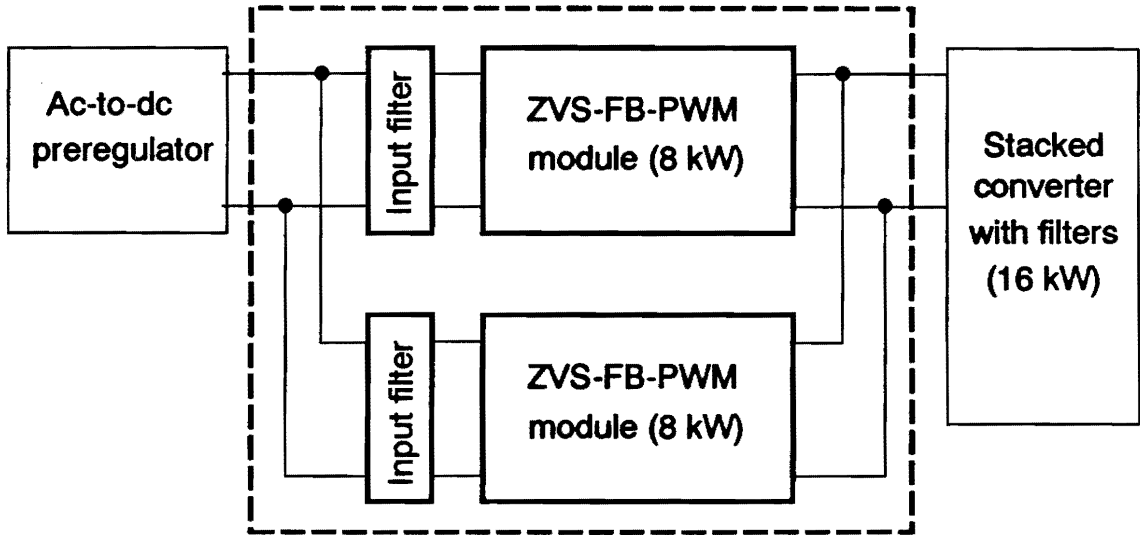 Ac-to-dc
preregulator
Input filter
ZVS-FB-PWM
module (8 kW)
Input filter
ZVS-FB-PWM
module (8 kW)
Stacked
converter
with filters
(16 kW)